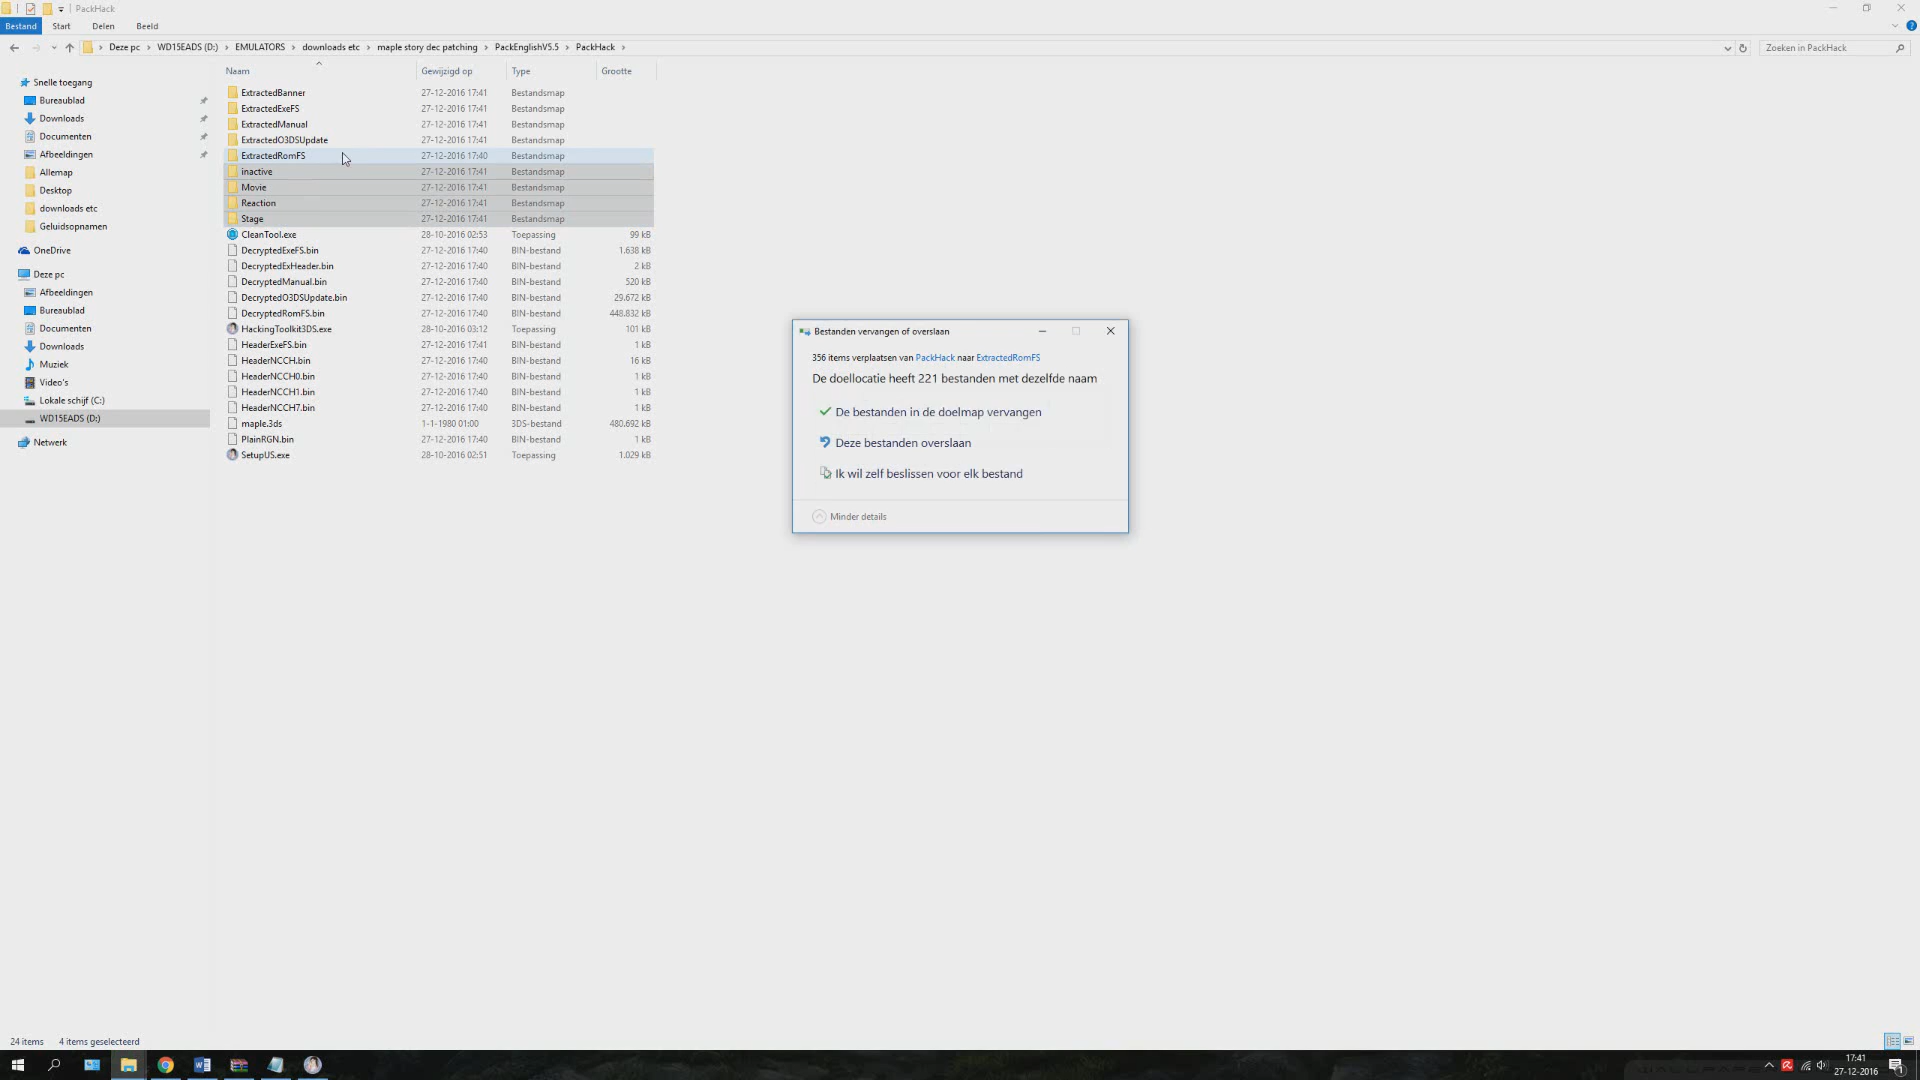 PackHack
Bestand Start Delen Beeld
Deze pc › WD15EADS (D:) › EMULATORS › downloads etc › maple story dec patching › PackEnglishV5.5 › PackHack ›
Zoeken in PackHack
Naam Gewijzigd op Type Grootte
Snelle toegang
Bureaublad
Downloads
Documenten
Afbeeldingen
Allemap
Desktop
downloads etc
Geluidsopnamen
OneDrive
Deze pc
Afbeeldingen
Bureaublad
Documenten
Downloads
Muziek
Video's
Lokale schijf (C:)
WD15EADS (D:)
Netwerk
ExtractedBanner 27-12-2016 17:41 Bestandsmap
ExtractedExeFS 27-12-2016 17:41 Bestandsmap
ExtractedManual 27-12-2016 17:41 Bestandsmap
ExtractedO3DSUpdate 27-12-2016 17:41 Bestandsmap
ExtractedRomFS 27-12-2016 17:40 Bestandsmap
inactive 27-12-2016 17:41 Bestandsmap
Movie 27-12-2016 17:41 Bestandsmap
Reaction 27-12-2016 17:41 Bestandsmap
Stage 27-12-2016 17:41 Bestandsmap
CleanTool.exe 28-10-2016 02:53 Toepassing 99 kB
DecryptedExeFS.bin 27-12-2016 17:40 BIN-bestand 1.638 kB
DecryptedExHeader.bin 27-12-2016 17:40 BIN-bestand 2 kB
DecryptedManual.bin 27-12-2016 17:40 BIN-bestand 520 kB
DecryptedO3DSUpdate.bin 27-12-2016 17:40 BIN-bestand 29.672 kB
DecryptedRomFS.bin 27-12-2016 17:40 BIN-bestand 448.832 kB
HackingToolkit3DS.exe 28-10-2016 03:12 Toepassing 101 kB
HeaderExeFS.bin 27-12-2016 17:41 BIN-bestand 1 kB
HeaderNCCH.bin 27-12-2016 17:40 BIN-bestand 16 kB
HeaderNCCH0.bin 27-12-2016 17:40 BIN-bestand 1 kB
HeaderNCCH1.bin 27-12-2016 17:40 BIN-bestand 1 kB
HeaderNCCH7.bin 27-12-2016 17:40 BIN-bestand 1 kB
maple.3ds 1-1-1980 01:00 3DS-bestand 480.692 kB
PlainRGN.bin 27-12-2016 17:40 BIN-bestand 1 kB
SetupUS.exe 28-10-2016 02:51 Toepassing 1.029 kB
Bestanden vervangen of overslaan
356 items verplaatsen van PackHack naar ExtractedRomFS
De doellocatie heeft 221 bestanden met dezelfde naam
De bestanden in de doelmap vervangen
Deze bestanden overslaan
Ik wil zelf beslissen voor elk bestand
Minder details
24 items 4 items geselecteerd
17:41
27-12-2016